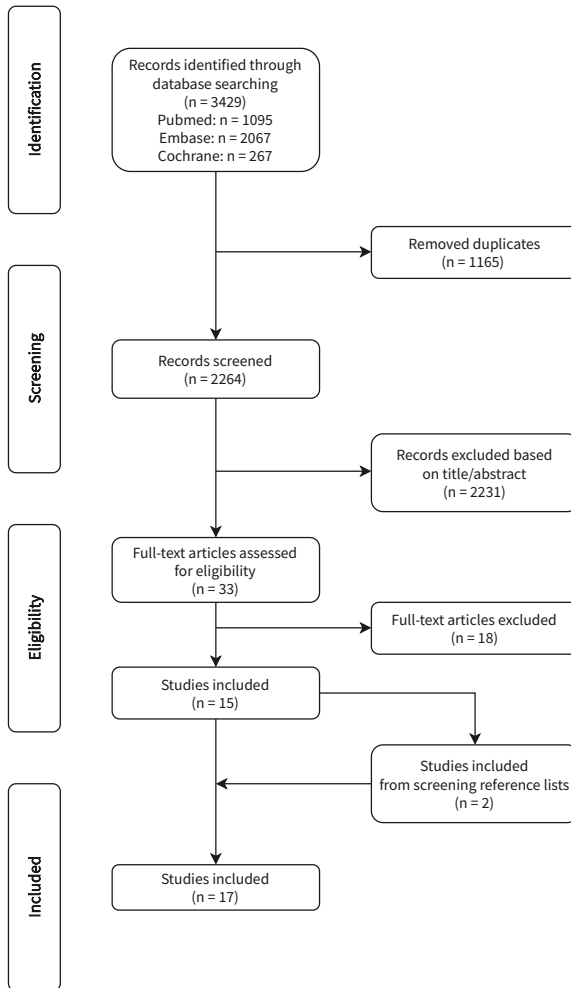 Identification
Records identified through
database searching
(n = 3429)
Pubmed: n = 1095
Embase: n = 2067
Cochrane: n = 267
Removed duplicates
(n = 1165)
Screening
Records screened
(n = 2264)
Records excluded based
on title/abstract
(n = 2231)
Eligibility
Full-text articles assessed
for eligibility
(n = 33)
Full-text articles excluded
(n = 18)
Studies included
(n = 15)
Studies included
from screening reference lists
(n = 2)
Included
Studies included
(n = 17)